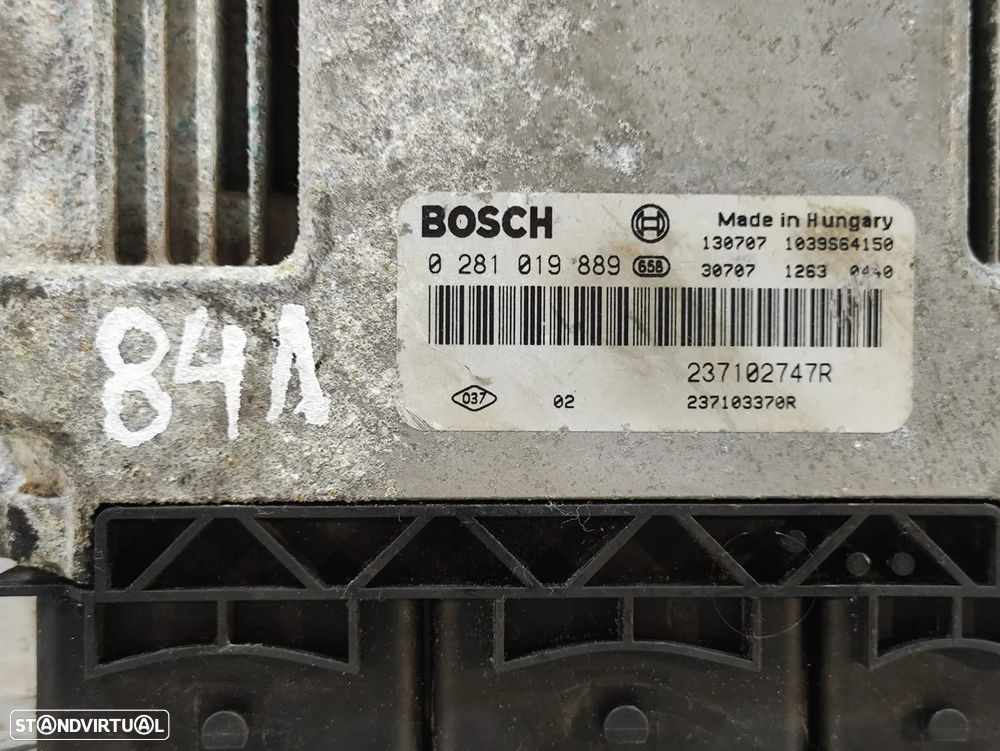 BOSCH
Made in Hungary
130707 1039S64150
0 281 019 889 658
30707 1263 0440
84A
237102747R
037
02
237103370R
STANDVIRTUAL